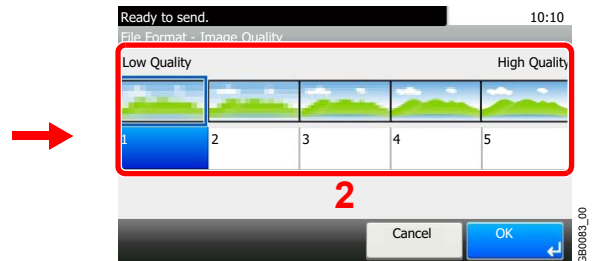 Ready to send. 10:10
File Format - Image Quality
Low Quality High Quality
1 2 3 4 5
2
Cancel OK
GB0083_00